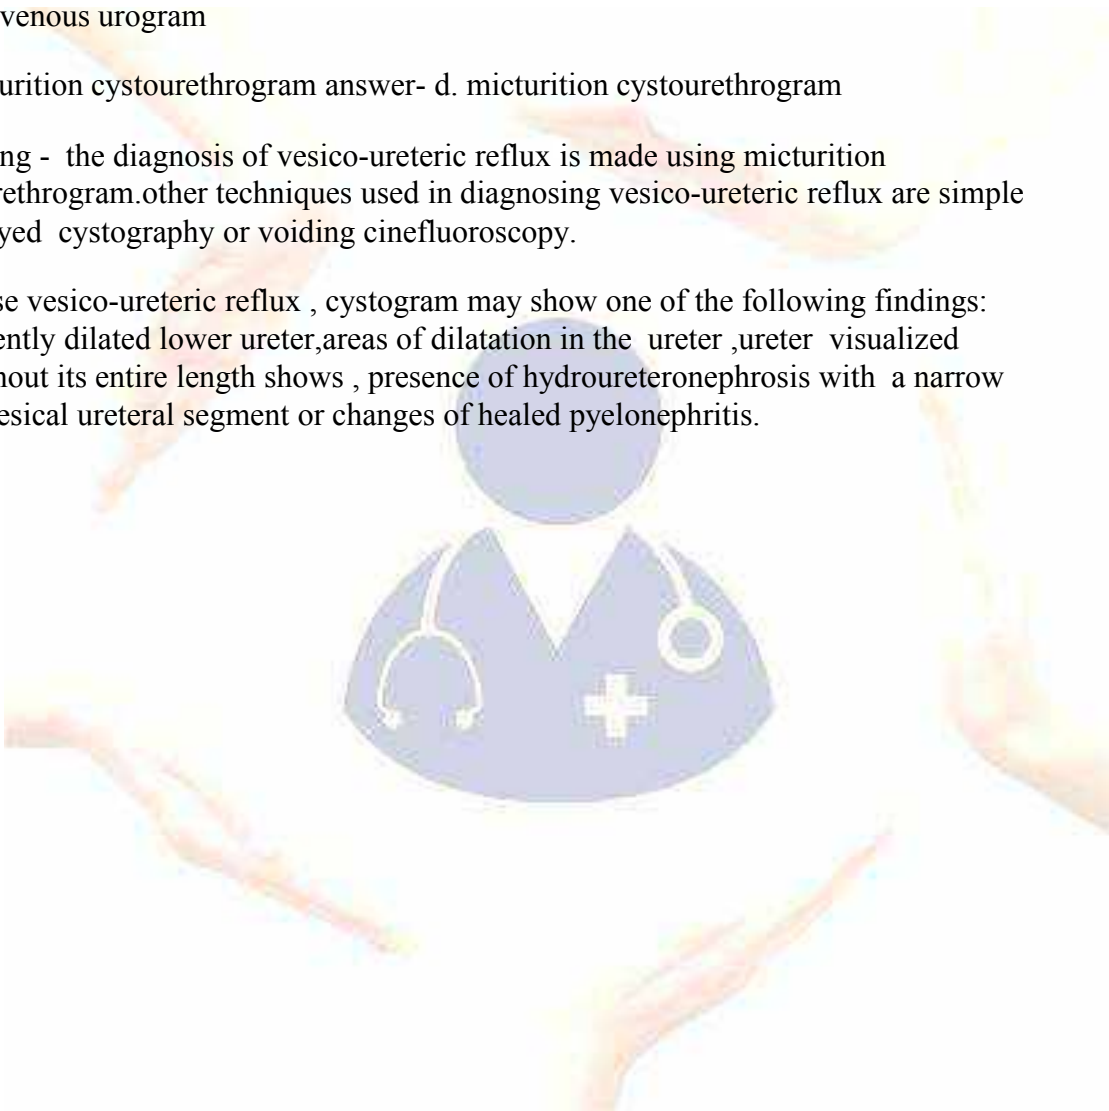 venous urogram
urition cystourethrogram answer- d. micturition cystourethrogram
ng - the diagnosis of vesico-ureteric reflux is made using micturition
rethrogram.other techniques used in diagnosing vesico-ureteric reflux are simple
yed cystography or voiding cinefluoroscopy.
se vesico-ureteric reflux , cystogram may show one of the following findings:
ently dilated lower ureter,areas of dilatation in the ureter ,ureter visualized
hout its entire length shows , presence of hydroureteronephrosis with a narrow
esical ureteral segment or changes of healed pyelonephritis.